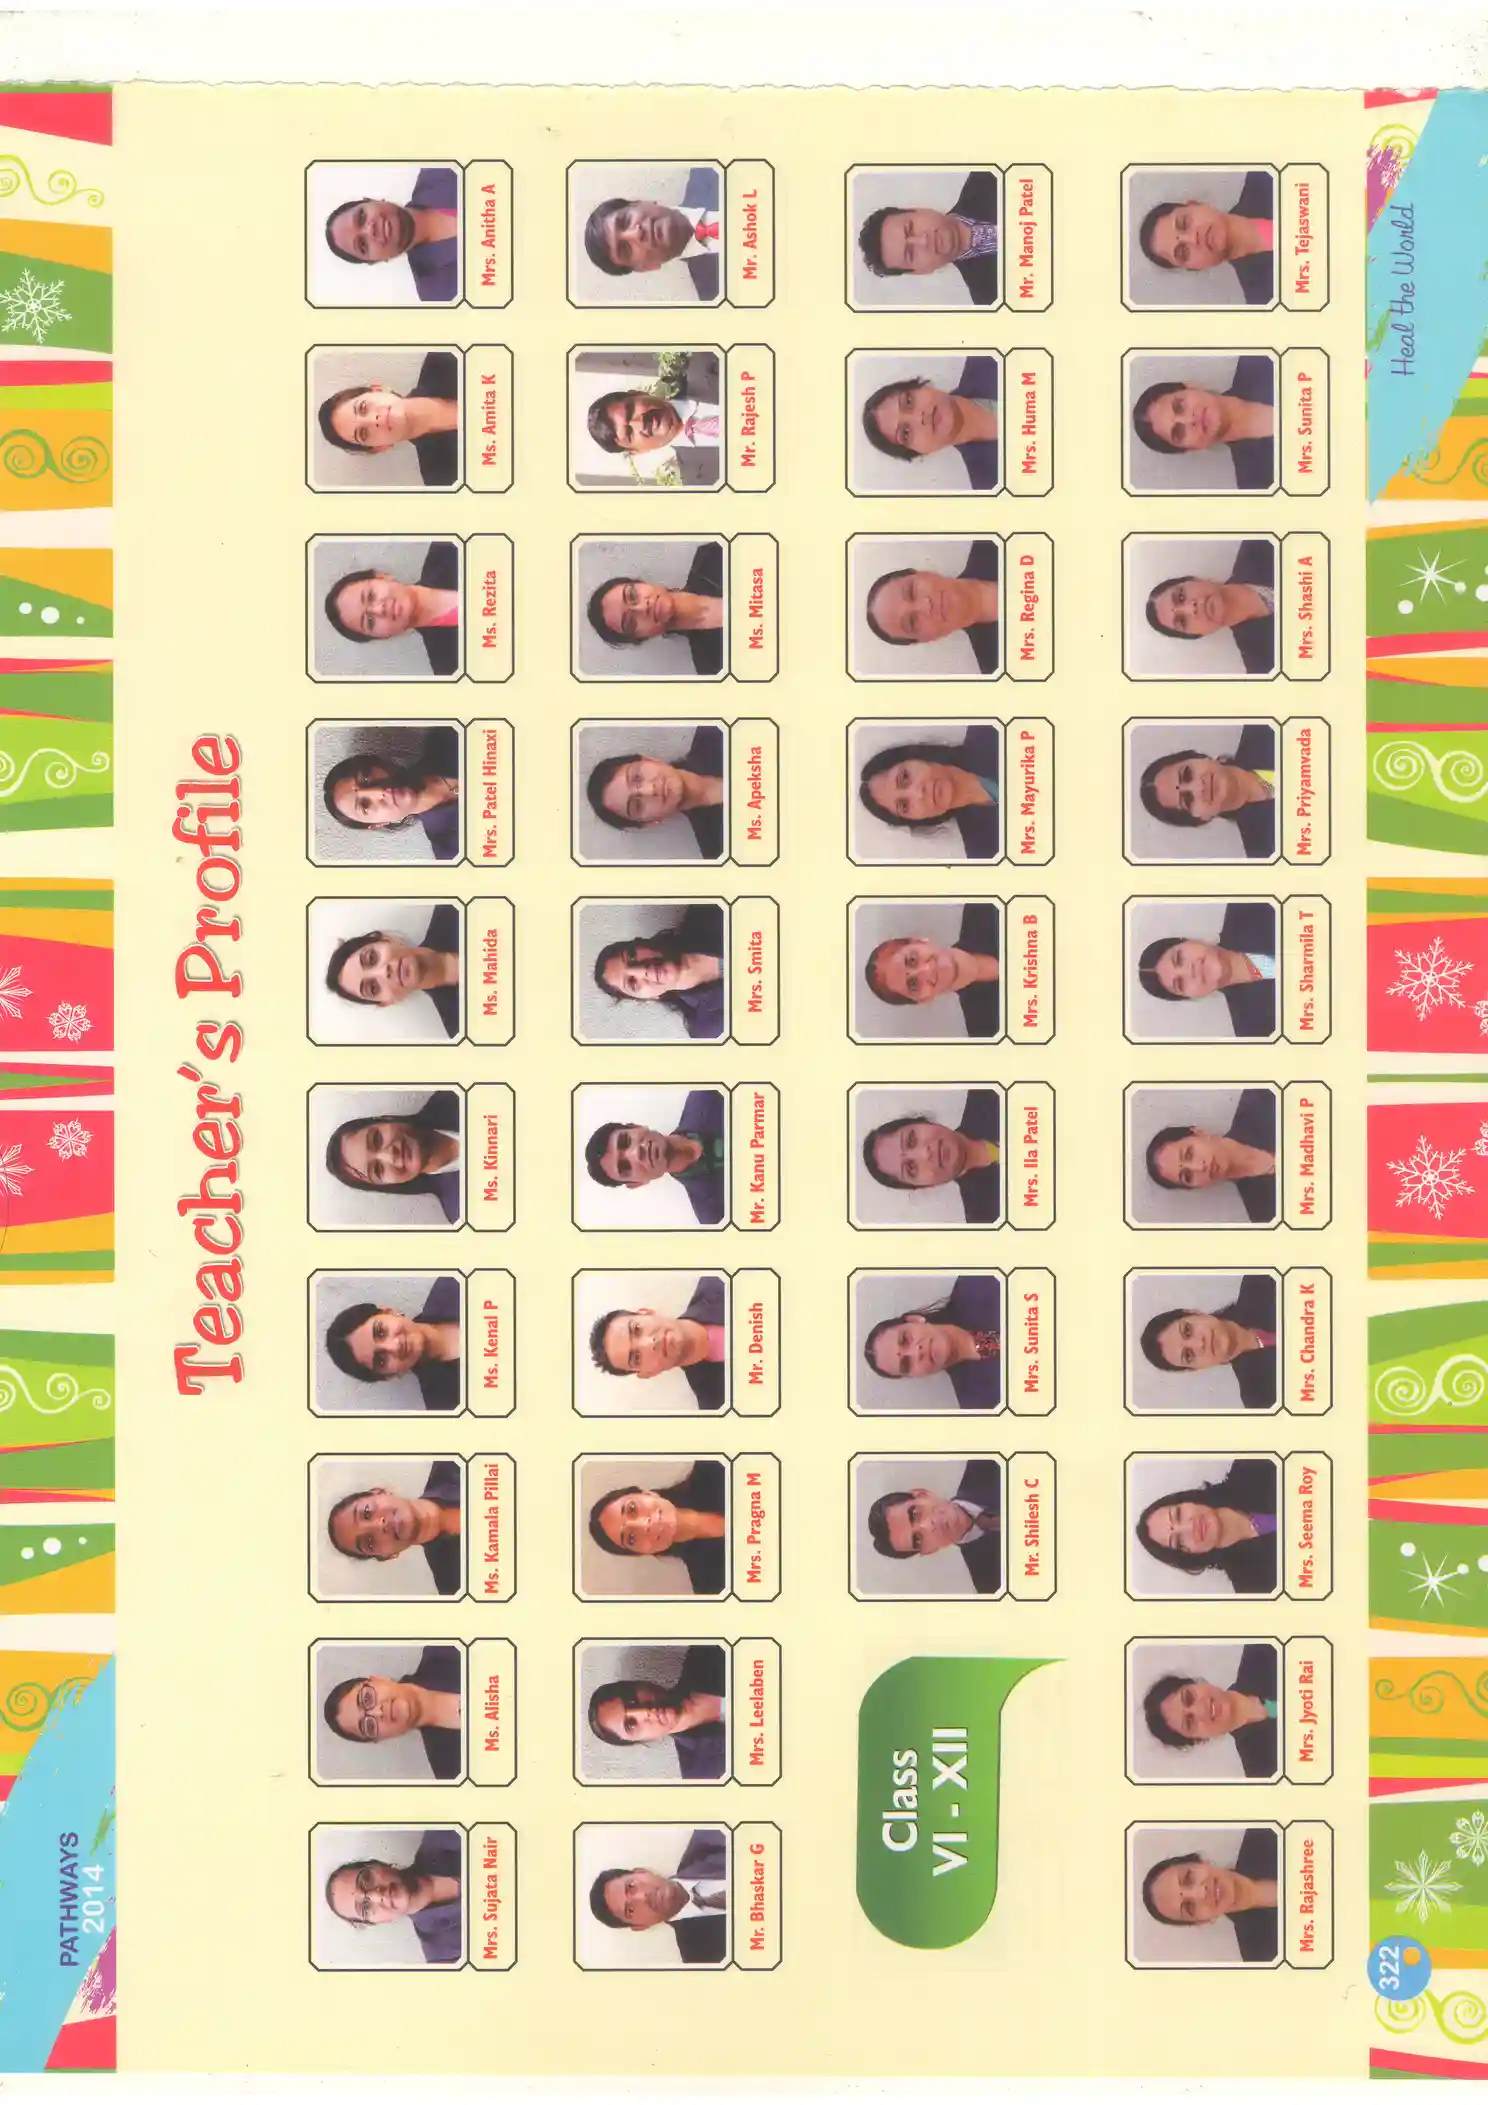 PATHWAYS
2014
Teacher's Profile
Mrs. Sujata Nair
Ms. Alisha
Ms. Kamala Pillai
Ms. Kenal P
Ms. Kinnari
Ms. Mahida
Mrs. Patel Hinaxi
Ms. Rezita
Ms. Amita K
Mrs. Anitha A
Mr. Bhaskar G
Mrs. Leelaben
Mrs. Pragna M
Mr. Denish
Mr. Kanu Parmar
Mrs. Smita
Ms. Apeksha
Ms. Mitasa
Mr. Rajesh P
Mr. Ashok L
Class
VI - XII
Mr. Shilesh C
Mrs. Sunita S
Mrs. Ila Patel
Mrs. Krishna B
Mrs. Mayurika P
Mrs. Regina D
Mrs. Huma M
Mr. Manoj Patel
Mrs. Rajashree
Mrs. Jyoti Rai
Mrs. Seema Roy
Mrs. Chandra K
Mrs. Madhavi P
Mrs. Sharmila T
Mrs. Priyamvada
Mrs. Shashi A
Mrs. Sunita P
Mrs. Tejaswani
322
Heal the World